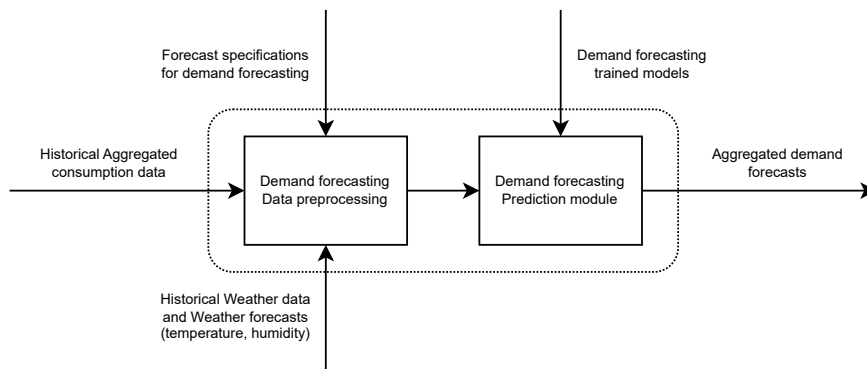 Forecast specifications
for demand forecasting
Demand forecasting
trained models
Historical Aggregated
consumption data
Demand forecasting
Data preprocessing
Demand forecasting
Prediction module
Aggregated demand
forecasts
Historical Weather data
and Weather forecasts
(temperature, humidity)